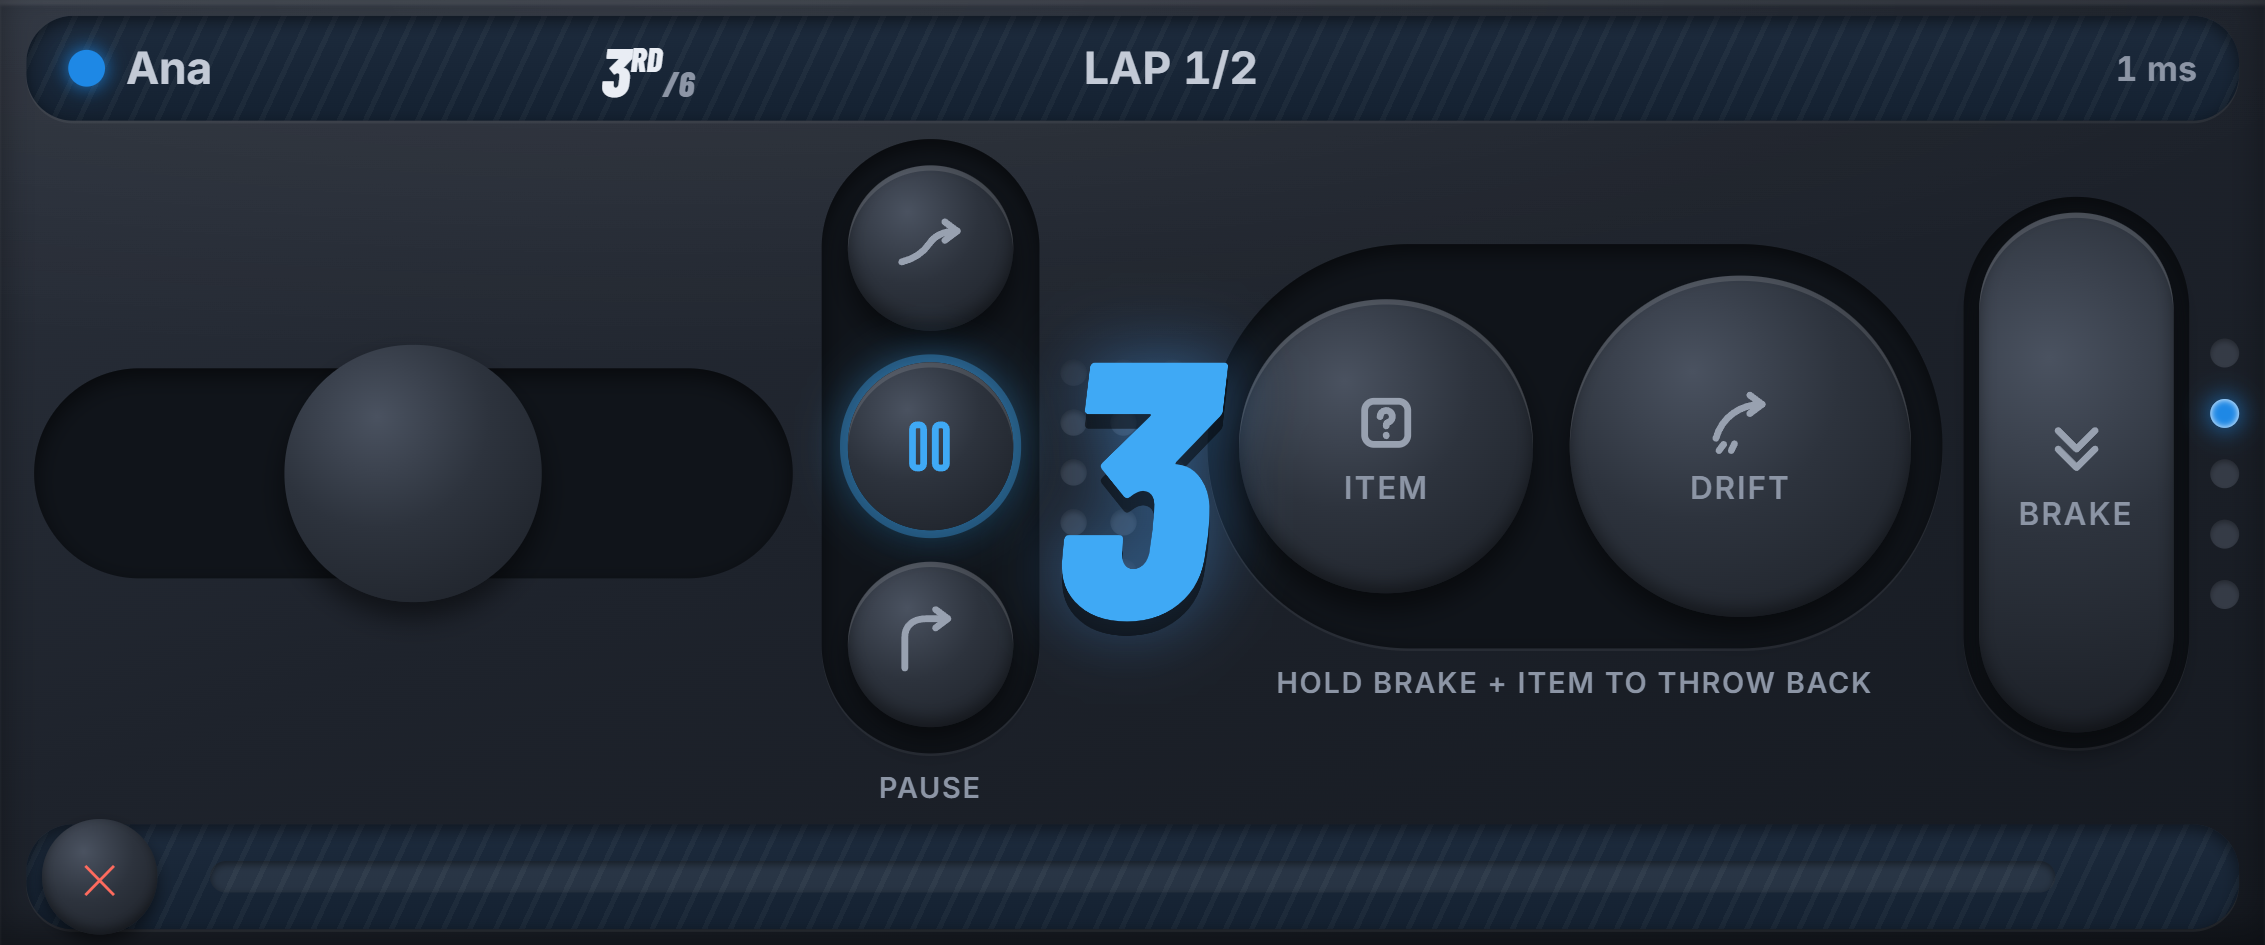 Ana
3RD/6
LAP 1/2
1 ms
3
ITEM
DRIFT
BRAKE
HOLD BRAKE + ITEM TO THROW BACK
PAUSE